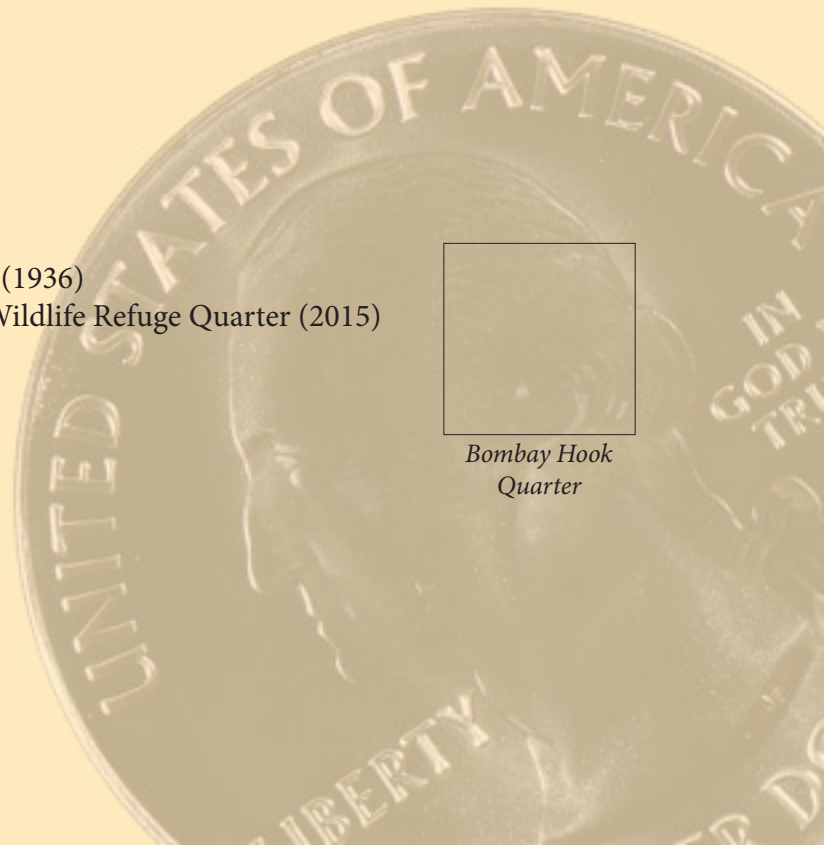 UNITED STATES OF AMERICA
(1936)
Wildlife Refuge Quarter (2015)
IN
GOD
Bombay Hook
Quarter
LIBERTY